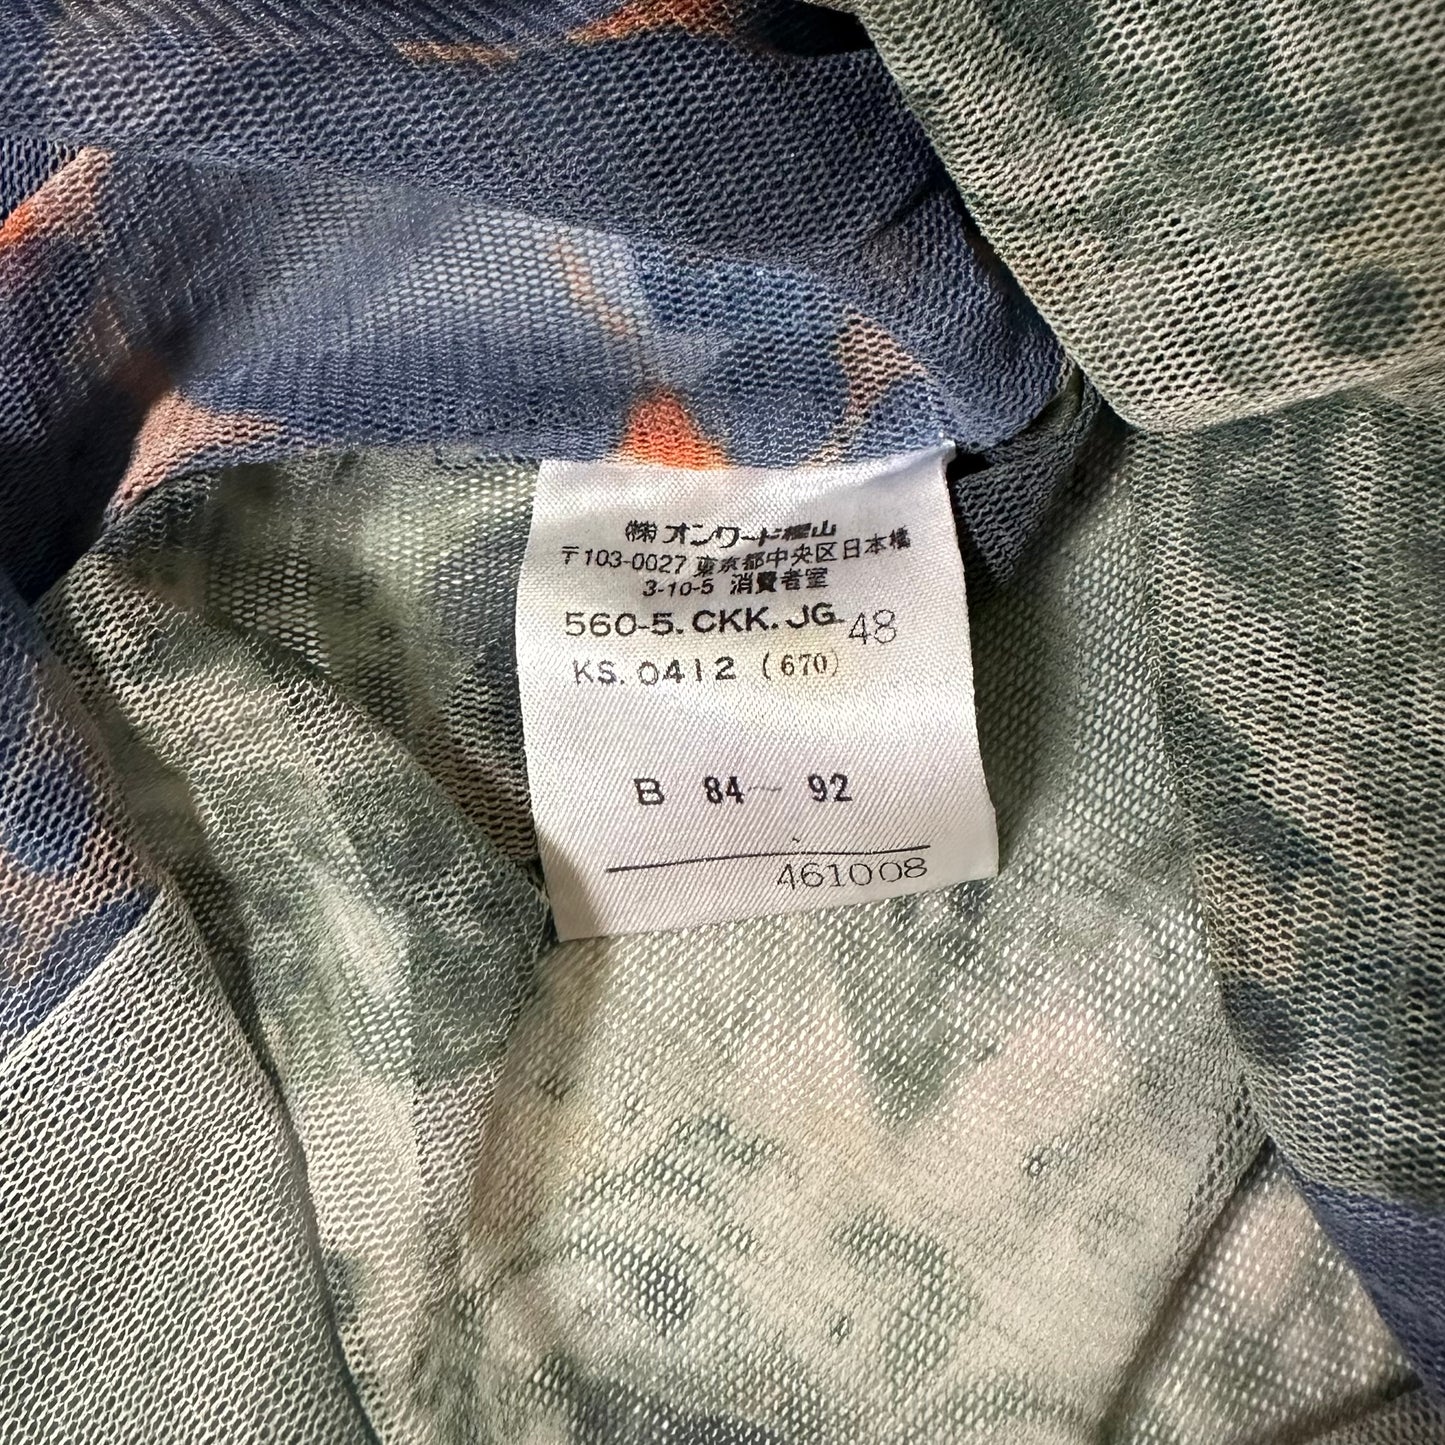 ㈱オンワード樫山
〒103-0027 東京都中央区日本橋
3-10-5 消費者室
560-5. CKK. JG. 48
KS. 0412 (670)
B 84~ 92
461008